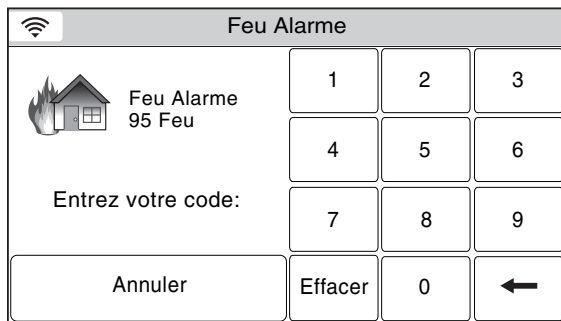 Feu Alarme
Feu Alarme
95 Feu
Entrez votre code:
1 2 3
4 5 6
7 8 9
Annuler Effacer 0